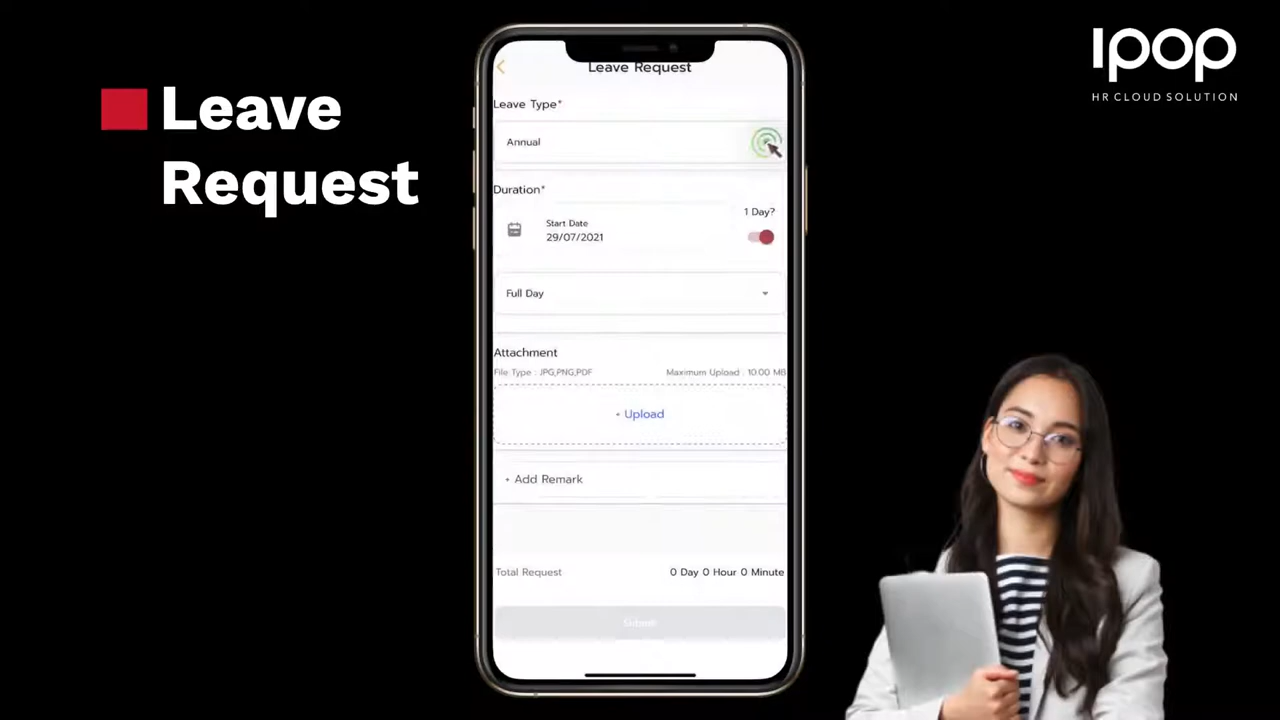 Leave
Request
IPOP
HR CLOUD SOLUTION
Leave Request
Leave Type*
Annual
Duration*
1 Day?
Start Date
29/07/2021
Full Day
Attachment
File Type : JPG,PNG,PDF
Maximum Upload : 10.00 MB
+ Upload
+ Add Remark
Total Request
0 Day 0 Hour 0 Minute
Submit